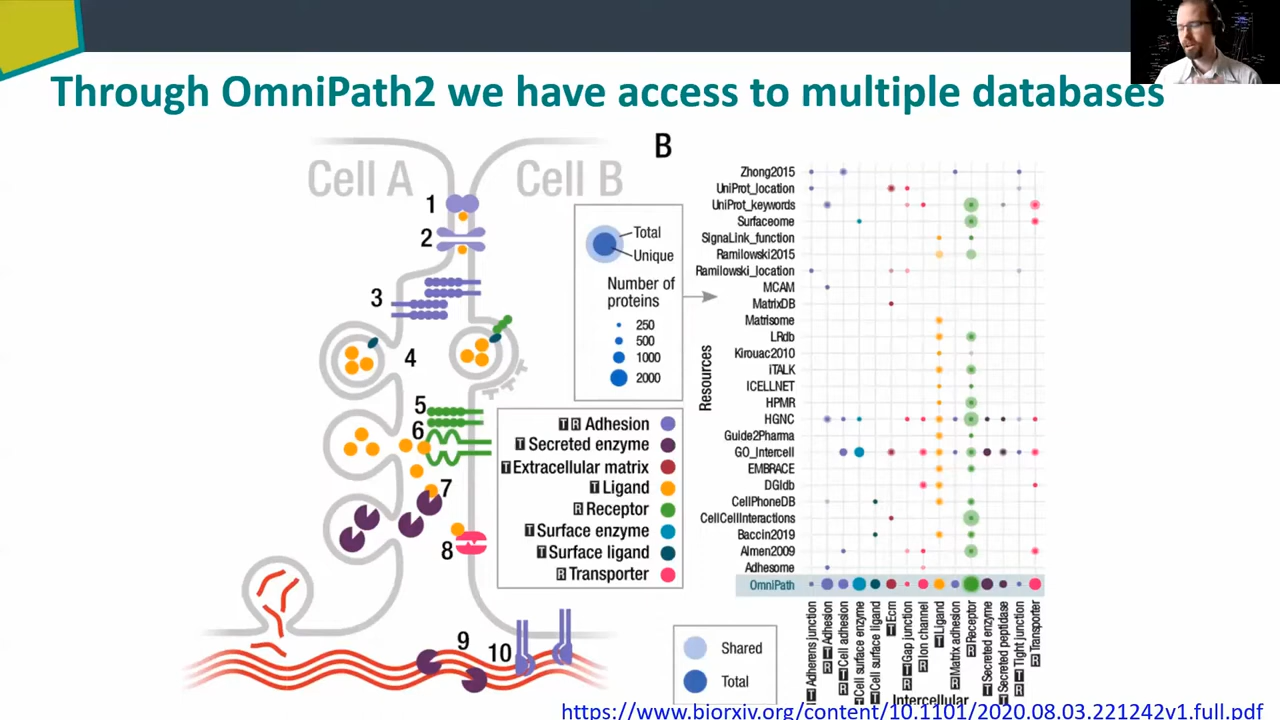 Through OmniPath2 we have access to multiple databases
Cell A
Cell B
1
2
3
4
5
6
7
8
9
10
Total
Unique
Number of
proteins
250
500
1000
2000
T R Adhesion
T Secreted enzyme
T Extracellular matrix
T Ligand
R Receptor
T Surface enzyme
T Surface ligand
R Transporter
B
Resources
Zhong2015
UniProt_location
UniProt_keywords
Surfaceome
SignaLink_function
Ramilowski2015
Ramilowski_location
MCAM
MatrixDB
Matrisome
LRdb
Kirouac2010
iTALK
ICELLNET
HPMR
HGNC
Guide2Pharma
GO_Intercell
EMBRACE
DGIdb
CellPhoneDB
CellCellInteractions
Baccin2019
Almen2009
Adhesome
OmniPath
T Adherens junction
R T Adhesion
R T Cell adhesion
T Cell surface enzyme
T Cell surface ligand
T Ecm
R T Gap junction
R Ion channel
T Ligand
R Matrix adhesion
R Receptor
T Secreted enzyme
T Secreted peptidase
R T Tight junction
R Transporter
Intercellular
Shared
Total
https://www.biorxiv.org/content/10.1101/2020.08.03.221242v1.full.pdf